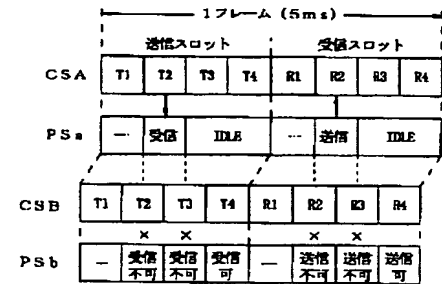 1フレーム (5ms)
送信スロット 受信スロット
CSA T1 T2 T3 T4 R1 R2 R3 R4
PSa — 受信 IDLE … 送信 IDLE
CSB T1 T2 T3 T4 R1 R2 R3 R4
× × × ×
PSb — 受信不可 受信不可 受信可 — 送信不可 送信不可 送信可